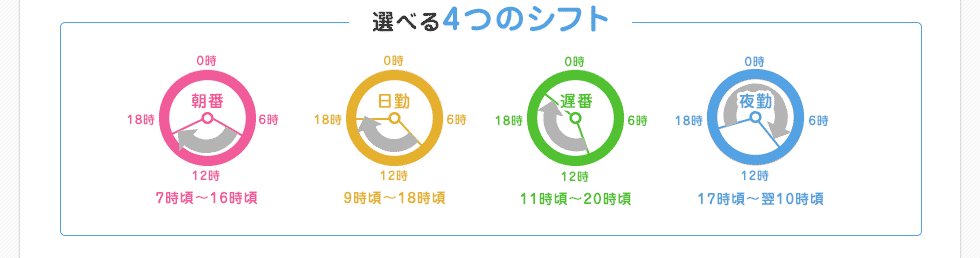 選べる4つのシフト
0時
朝番
18時
6時
12時
7時頃〜16時頃
0時
日勤
18時
6時
12時
9時頃〜18時頃
0時
遅番
18時
6時
12時
11時頃〜20時頃
0時
夜勤
18時
6時
12時
17時頃〜翌10時頃